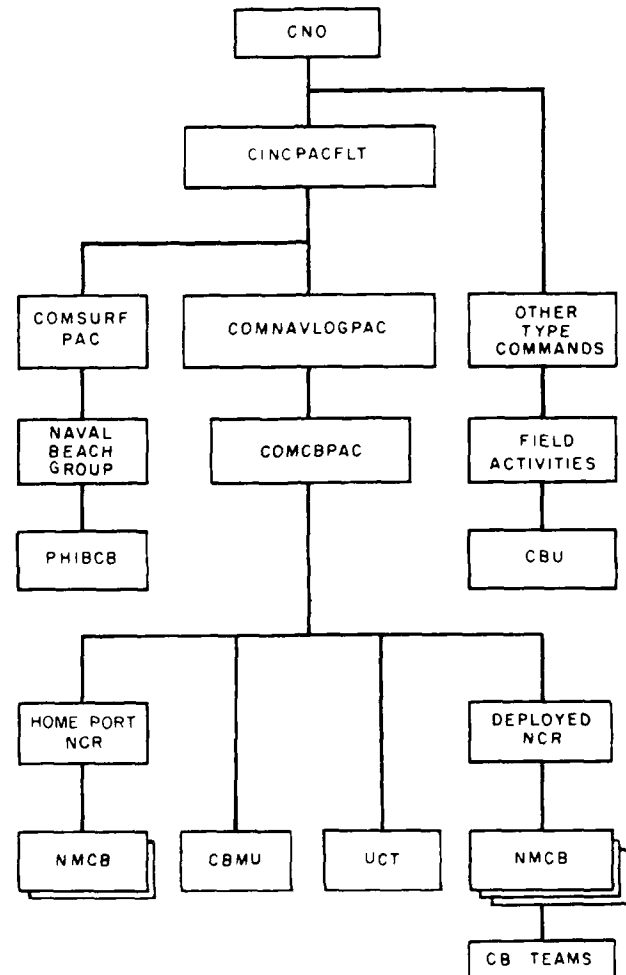 CNO
CINCPACFLT
COMSURF
PAC
COMNAVLOGPAC
OTHER
TYPE
COMMANDS
NAVAL
BEACH
GROUP
COMCBPAC
FIELD
ACTIVITIES
PHIBCB
CBU
HOME PORT
NCR
DEPLOYED
NCR
NMCB
CBMU
UCT
NMCB
CB TEAMS